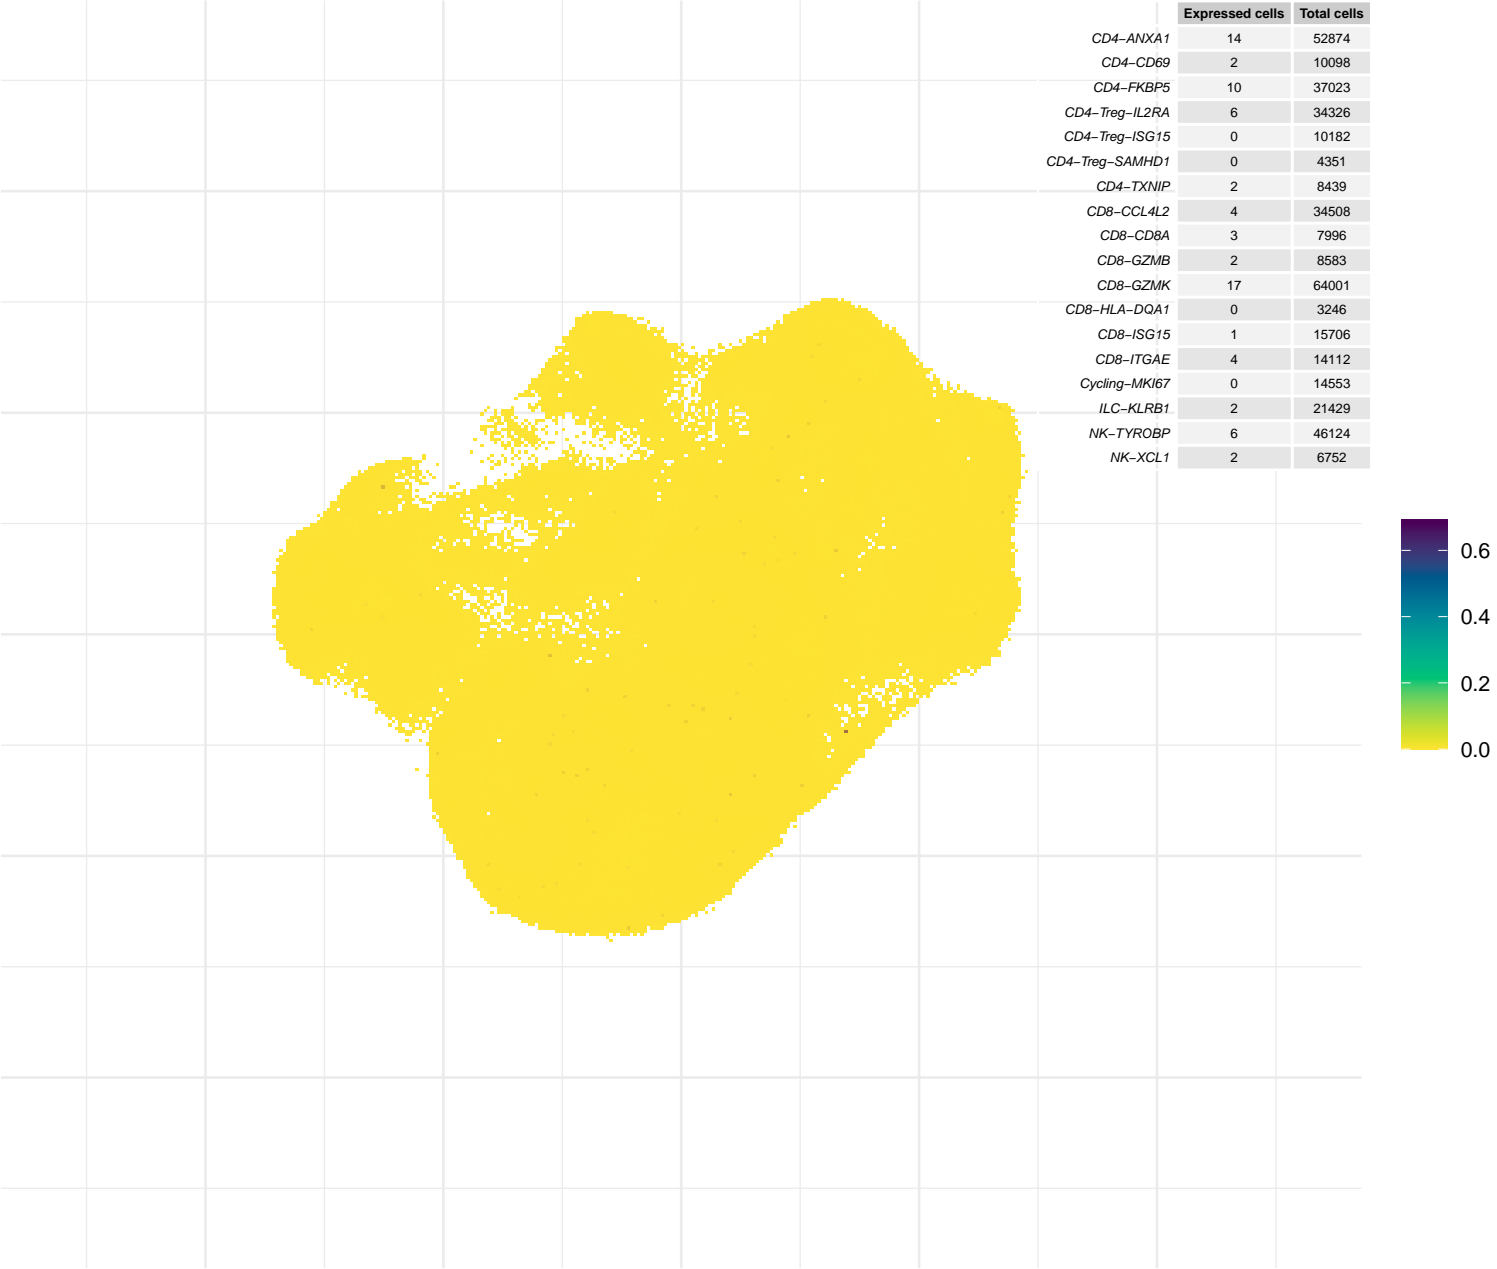 Expressed cells Total cells
CD4−ANXA1 14 52874
CD4−CD69 2 10098
CD4−FKBP5 10 37023
CD4−Treg−IL2RA 6 34326
CD4−Treg−ISG15 0 10182
CD4−Treg−SAMHD1 0 4351
CD4−TXNIP 2 8439
CD8−CCL4L2 4 34508
CD8−CD8A 3 7996
CD8−GZMB 2 8583
CD8−GZMK 17 64001
CD8−HLA−DQA1 0 3246
CD8−ISG15 1 15706
CD8−ITGAE 4 14112
Cycling−MKI67 0 14553
ILC−KLRB1 2 21429
NK−TYROBP 6 46124
NK−XCL1 2 6752
0.6
0.4
0.2
0.0